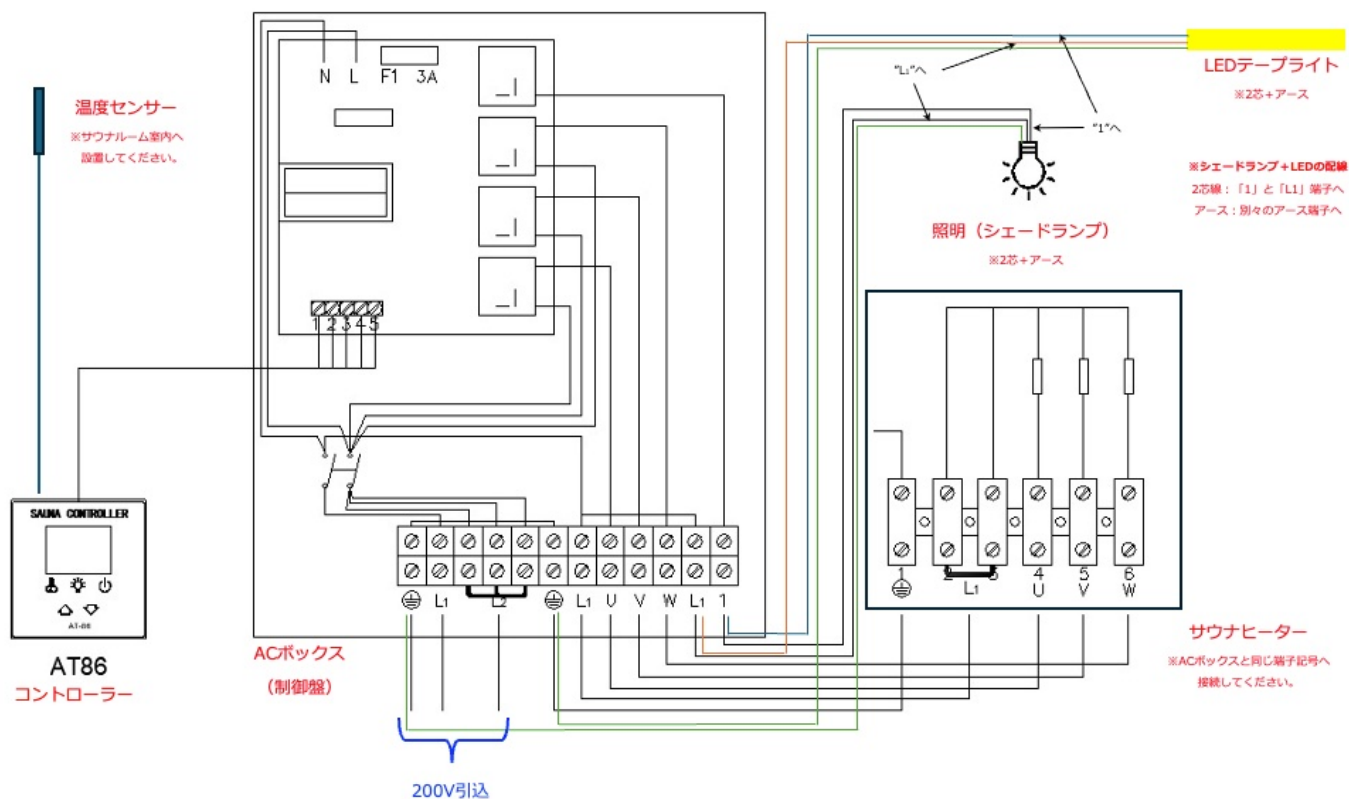 N L F1 3A
1 2 3 4 5
温度センサー
※サウナルーム室内へ
設置してください。
SAUNA CONTROLLER
AT-86
AT86
コントローラー
ACボックス
（制御盤）
L1 L2 L1 U V W L1 1
200V引込
"L1"へ
"1"へ
LEDテープライト
※2芯＋アース
※シェードランプ＋LEDの配線
2芯線：「1」と「L1」端子へ
アース：別々のアース端子へ
照明（シェードランプ）
※2芯＋アース
1 2 3 4 5 6
L1 U V W
サウナヒーター
※ACボックスと同じ端子記号へ
接続してください。